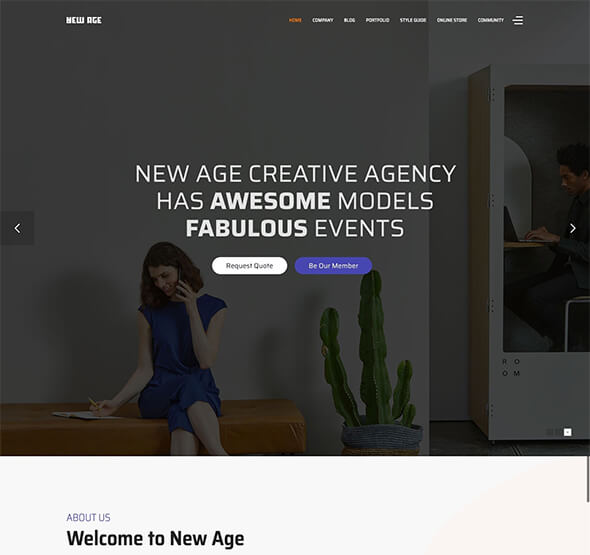 NEW AGE
HOME COMPANY BLOG PORTFOLIO STYLE GUIDE ONLINE STORE COMMUNITY
NEW AGE CREATIVE AGENCY
HAS AWESOME MODELS
FABULOUS EVENTS
Request Quote Be Our Member
R O
O M
ABOUT US
Welcome to New Age